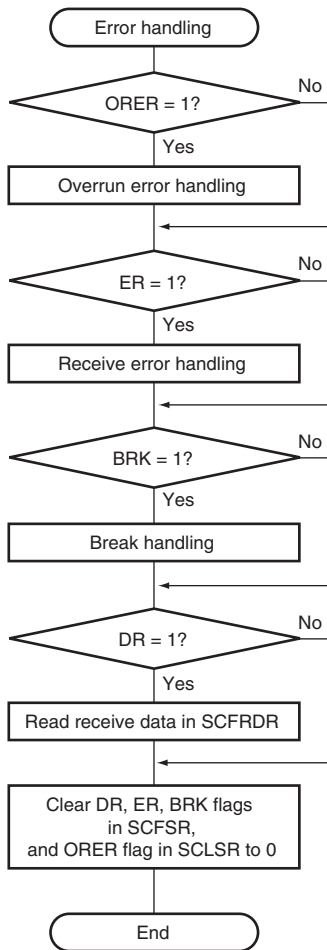 Error handling
ORER = 1?
No
Yes
Overrun error handling
ER = 1?
No
Yes
Receive error handling
BRK = 1?
No
Yes
Break handling
DR = 1?
No
Yes
Read receive data in SCFRDR
Clear DR, ER, BRK flags
in SCFSR,
and ORER flag in SCLSR to 0
End